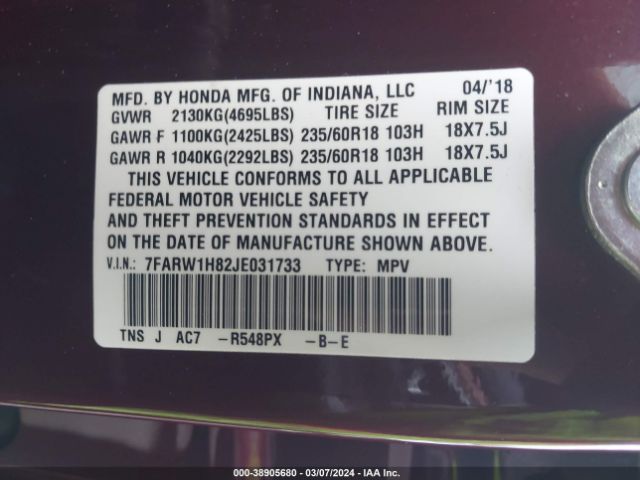 MFD. BY HONDA MFG. OF INDIANA, LLC 04/'18
GVWR 2130KG(4695LBS) TIRE SIZE RIM SIZE
GAWR F 1100KG(2425LBS) 235/60R18 103H 18X7.5J
GAWR R 1040KG(2292LBS) 235/60R18 103H 18X7.5J
THIS VEHICLE CONFORMS TO ALL APPLICABLE
FEDERAL MOTOR VEHICLE SAFETY
AND THEFT PREVENTION STANDARDS IN EFFECT
ON THE DATE OF MANUFACTURE SHOWN ABOVE.
V.I.N.: 7FARW1H82JE031733 TYPE: MPV
TNS J AC7 -R548PX -B-E
000-38905680 - 03/07/2024 - IAA Inc.